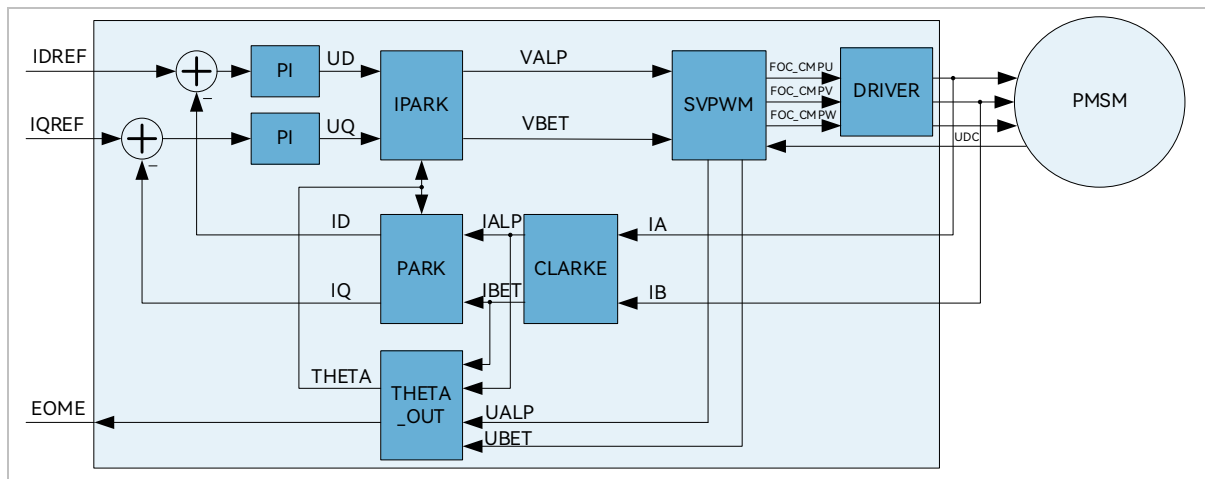 IDREF
PI
UD
IPARK
VALP
SVPWM
FOC_CMPU
FOC_CMPV
FOC_CMPW
DRIVER
PMSM
IQREF
PI
UQ
VBET
UDC
ID
PARK
IALP
CLARKE
IA
IQ
IBET
IB
THETA
THETA
_OUT
EOME
UALP
UBET